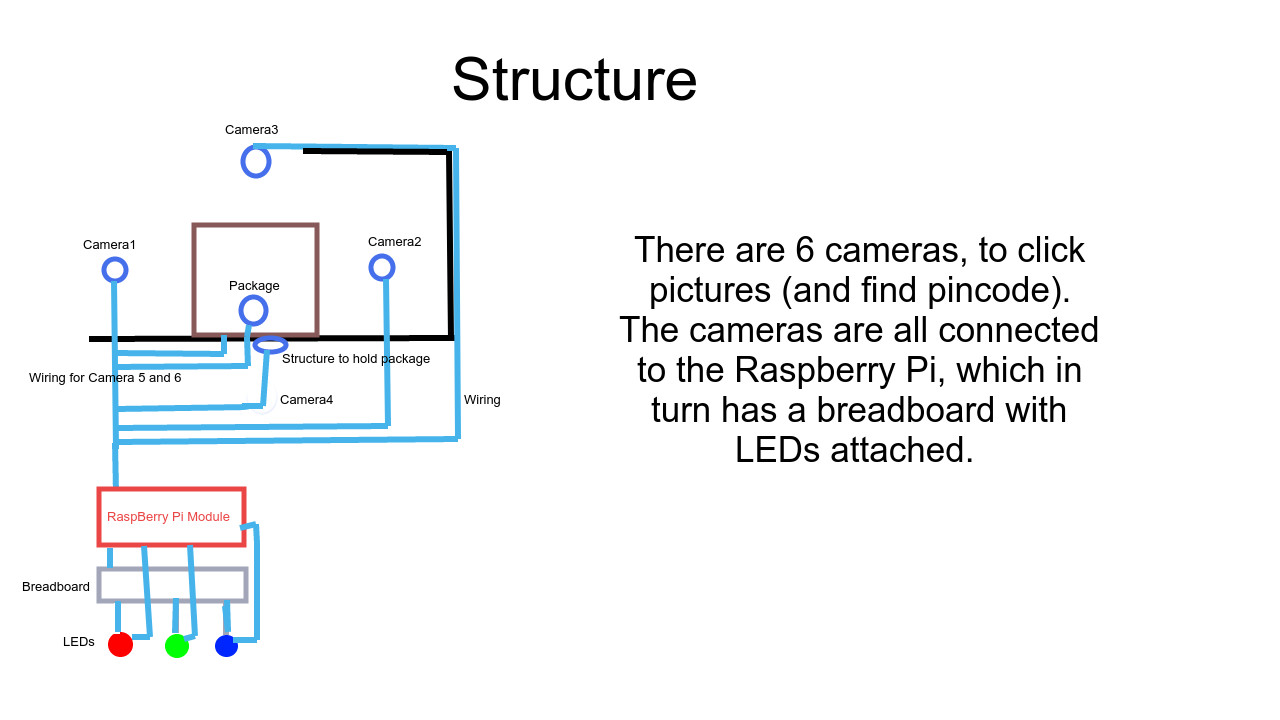 Structure
Camera3
Camera1
Camera2
Package
Structure to hold package
Wiring for Camera 5 and 6
Camera4
Wiring
RaspBerry Pi Module
Breadboard
LEDs
There are 6 cameras, to click
pictures (and find pincode).
The cameras are all connected
to the Raspberry Pi, which in
turn has a breadboard with
LEDs attached.